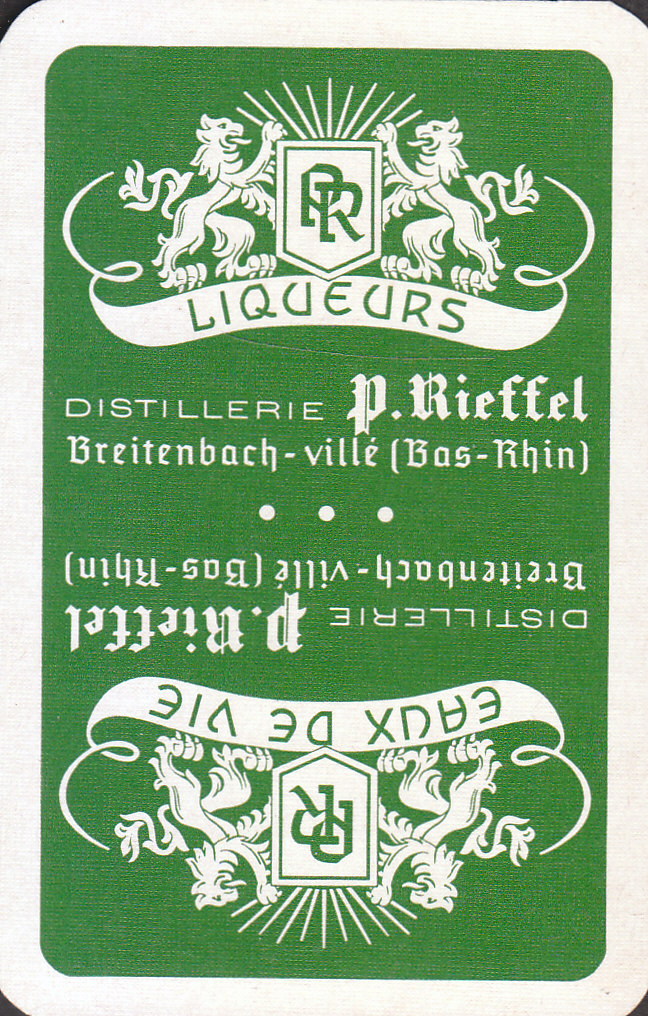 PR
LIQUEURS
DISTILLERIE P. Rieffel
Breitenbach-villé (Bas-Rhin)
Breitenbach-villé (Bas-Rhin)
DISTILLERIE P. Rieffel
EAUX DE VIE
PR